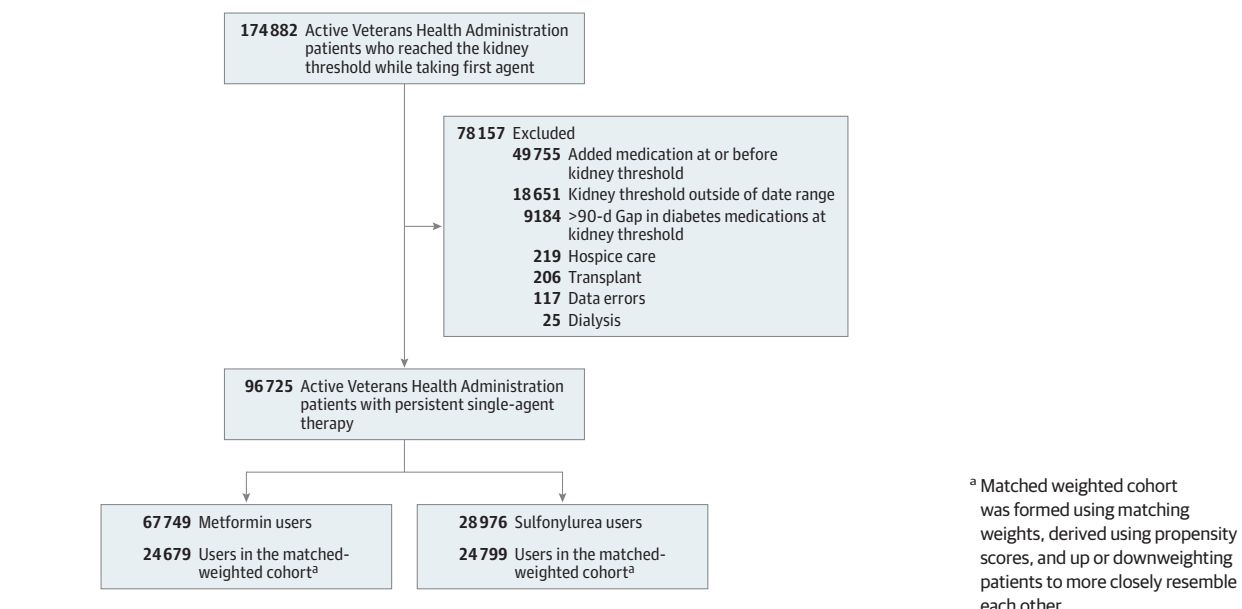 174 882 Active Veterans Health Administration
patients who reached the kidney
threshold while taking first agent
78 157 Excluded
49 755 Added medication at or before
kidney threshold
18 651 Kidney threshold outside of date range
9184 >90-d Gap in diabetes medications at
kidney threshold
219 Hospice care
206 Transplant
117 Data errors
25 Dialysis
96 725 Active Veterans Health Administration
patients with persistent single-agent
therapy
67 749 Metformin users
24 679 Users in the matched-
weighted cohortᵃ
28 976 Sulfonylurea users
24 799 Users in the matched-
weighted cohortᵃ
ᵃ Matched weighted cohort
was formed using matching
weights, derived using propensity
scores, and up or downweighting
patients to more closely resemble
each other